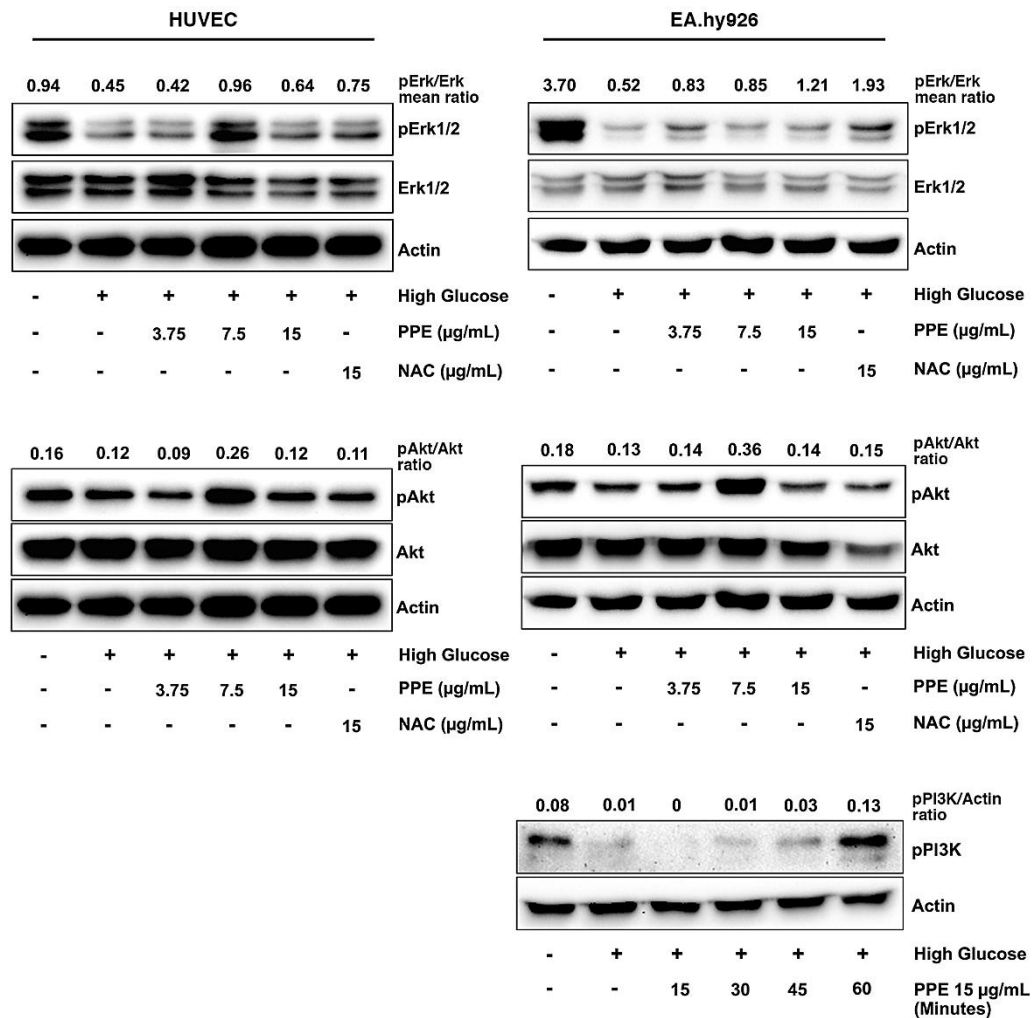 HUVEC
0.94 0.45 0.42 0.96 0.64 0.75 pErk/Erk
mean ratio
pErk1/2
Erk1/2
Actin
- + + + + + High Glucose
- - 3.75 7.5 15 - PPE (µg/mL)
- - - - - 15 NAC (µg/mL)
EA.hy926
3.70 0.52 0.83 0.85 1.21 1.93 pErk/Erk
mean ratio
pErk1/2
Erk1/2
Actin
- + + + + + High Glucose
- - 3.75 7.5 15 - PPE (µg/mL)
- - - - - 15 NAC (µg/mL)
0.16 0.12 0.09 0.26 0.12 0.11 pAkt/Akt
ratio
pAkt
Akt
Actin
- + + + + + High Glucose
- - 3.75 7.5 15 - PPE (µg/mL)
- - - - - 15 NAC (µg/mL)
0.18 0.13 0.14 0.36 0.14 0.15 pAkt/Akt
ratio
pAkt
Akt
Actin
- + + + + + High Glucose
- - 3.75 7.5 15 - PPE (µg/mL)
- - - - - 15 NAC (µg/mL)
0.08 0.01 0 0.01 0.03 0.13 pPI3K/Actin
ratio
pPI3K
Actin
- + + + + + High Glucose
- - 15 30 45 60 PPE 15 µg/mL
(Minutes)